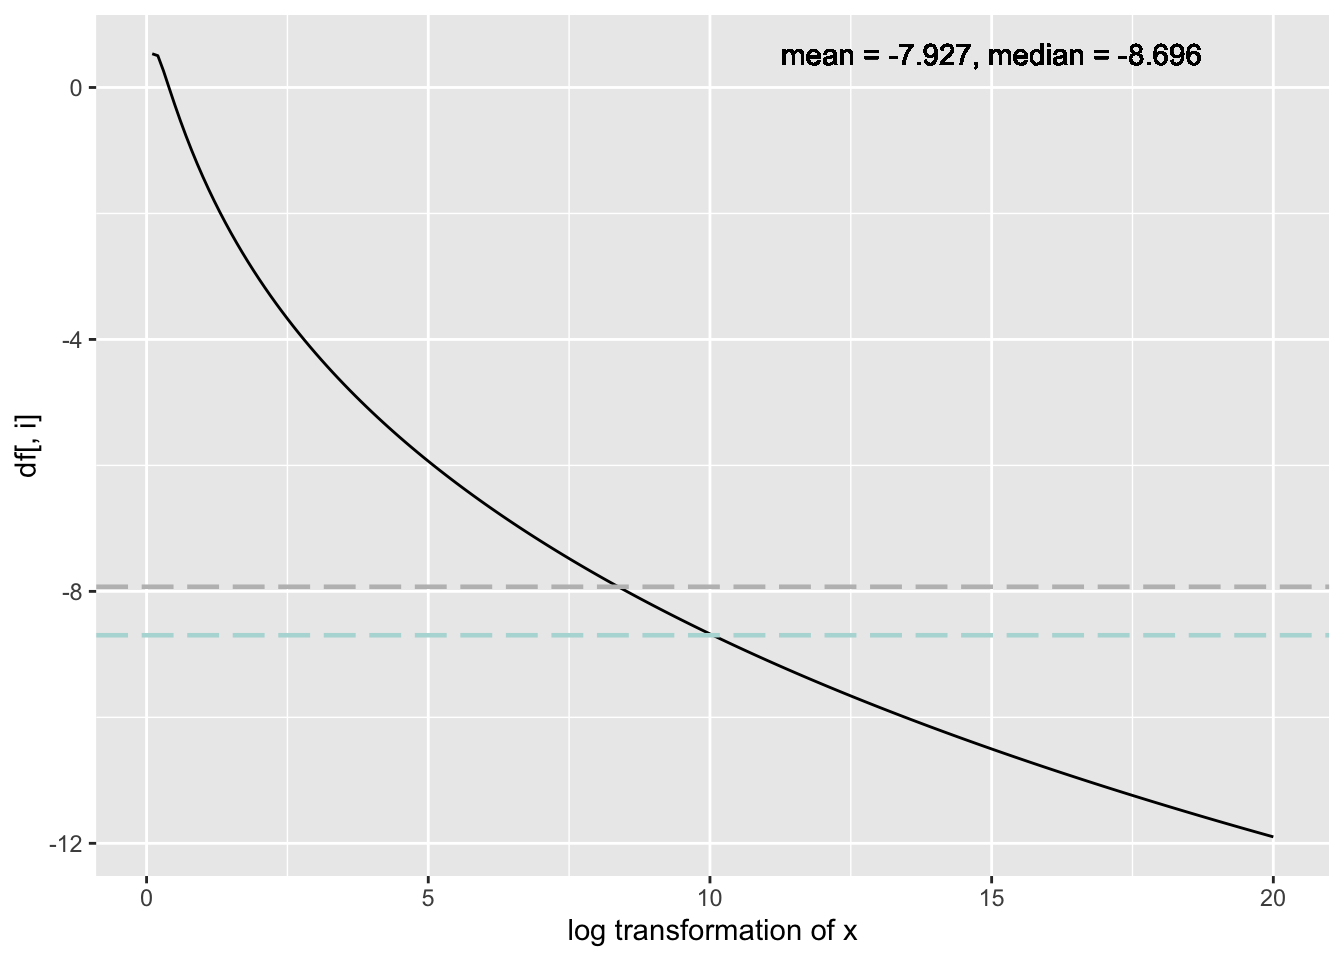 mean = -7.927, median = -8.696
0
-4
-8
-12
df[, i]
0 5 10 15 20
log transformation of x